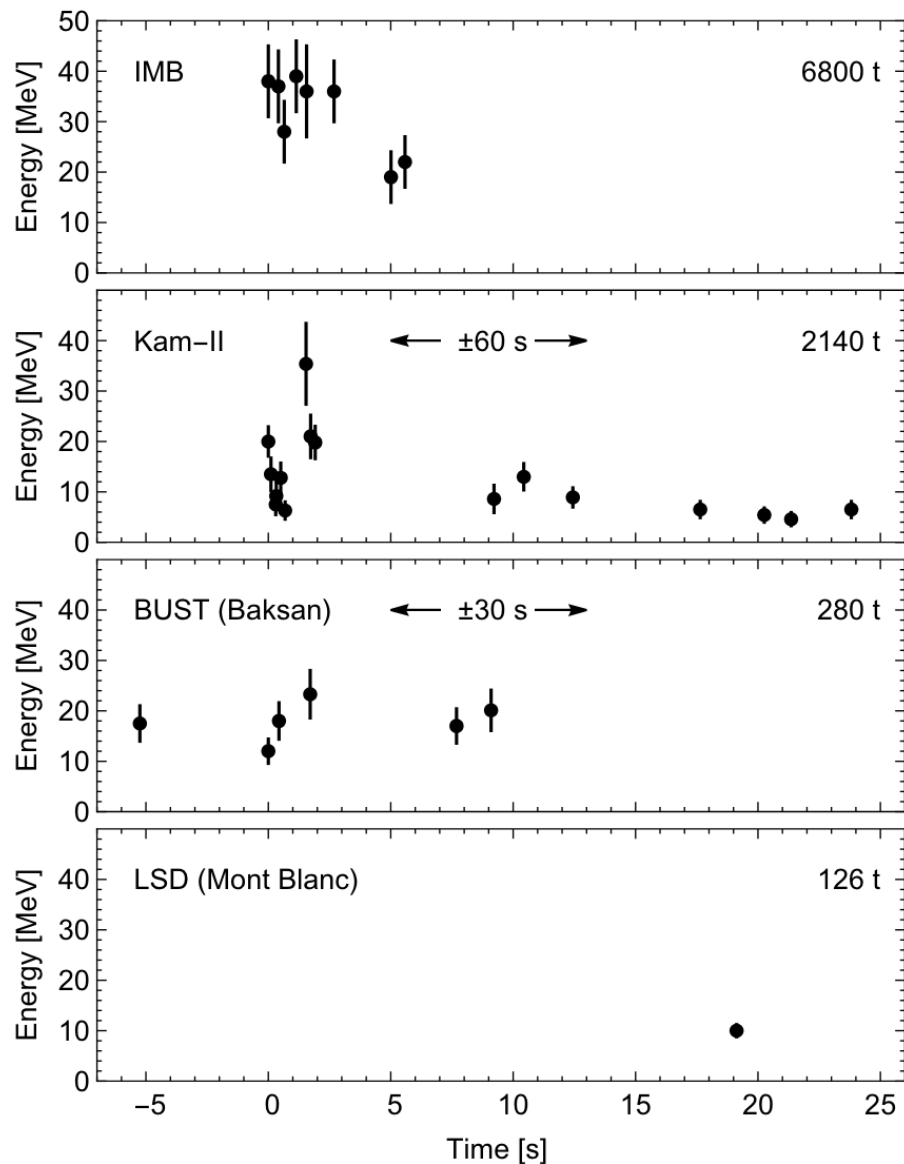 50
40
30
20
10
0
Energy [MeV]
IMB 6800 t
40
30
20
10
0
Energy [MeV]
Kam−II ±60 s 2140 t
40
30
20
10
0
Energy [MeV]
BUST (Baksan) ±30 s 280 t
40
30
20
10
0
Energy [MeV]
LSD (Mont Blanc) 126 t
−5 0 5 10 15 20 25
Time [s]